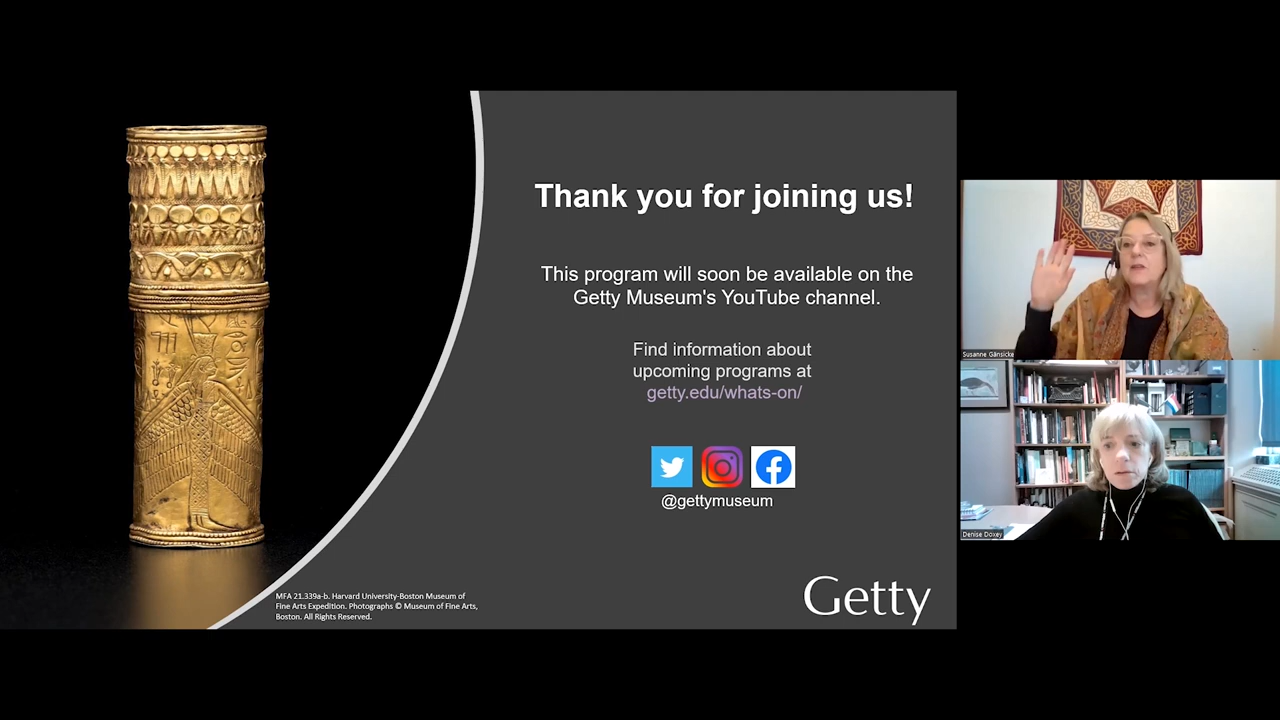 Thank you for joining us!
This program will soon be available on the
Getty Museum's YouTube channel.
Find information about
upcoming programs at
getty.edu/whats-on/
@gettymuseum
MFA 21.339a-b. Harvard University-Boston Museum of
Fine Arts Expedition. Photographs © Museum of Fine Arts,
Boston. All Rights Reserved.
Getty
Susanne Gänsicke
Denise Doxey